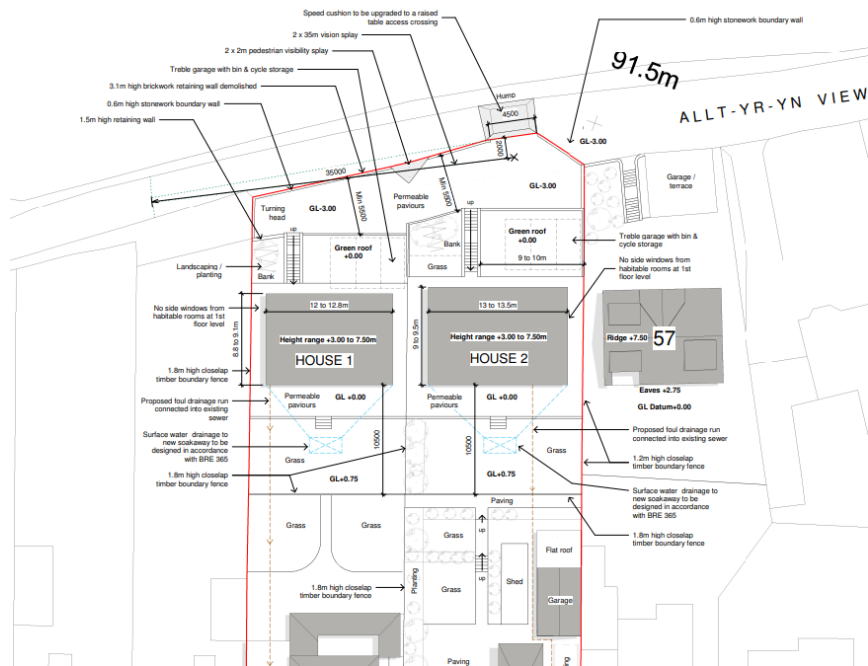 Speed cushion to be upgraded to a raised
table access crossing
0.6m high stonework boundary wall
2 x 35m vision splay
2 x 2m pedestrian visibility splay
Treble garage with bin & cycle storage
3.1m high brickwork retaining wall demolished
0.6m high stonework boundary wall
1.5m high retaining wall
91.5m
ALLT-YR-YN VIEW
Hump
4500
2000
GL-3.00
35000
Min 5500
Min 5500
Permeable
paviours
GL-3.00
Turning
head
GL-3.00
Garage /
terrace
up
up
Green roof
+0.00
Bank
Grass
Green roof
+0.00
9 to 10m
Treble garage with bin &
cycle storage
Landscaping /
planting
Bank
No side windows from
habitable rooms at 1st
floor level
No side windows from
habitable rooms at 1st
floor level
12 to 12.8m
13 to 13.5m
8.8 to 9.1m
9 to 9.5m
Height range +3.00 to 7.50m
HOUSE 1
Height range +3.00 to 7.50m
HOUSE 2
Ridge +7.50
57
Eaves +2.75
GL Datum+0.00
1.8m high closelap
timber boundary fence
Proposed foul drainage run
connected into existing
sewer
Permeable
paviours
GL +0.00
Permeable
paviours
GL +0.00
Surface water drainage to
new soakaway to be
designed in accordance
with BRE 365
Grass
10500
10500
Grass
Proposed foul drainage run
connected into existing sewer
1.8m high closelap
timber boundary fence
GL+0.75
GL+0.75
1.2m high closelap
timber boundary fence
Surface water drainage to
new soakaway to be
designed in accordance
with BRE 365
Paving
1.8m high closelap
timber boundary fence
Grass
Grass
Grass
up
up
Flat roof
1.8m high closelap
timber boundary fence
Planting
Grass
Shed
Garage
Paving